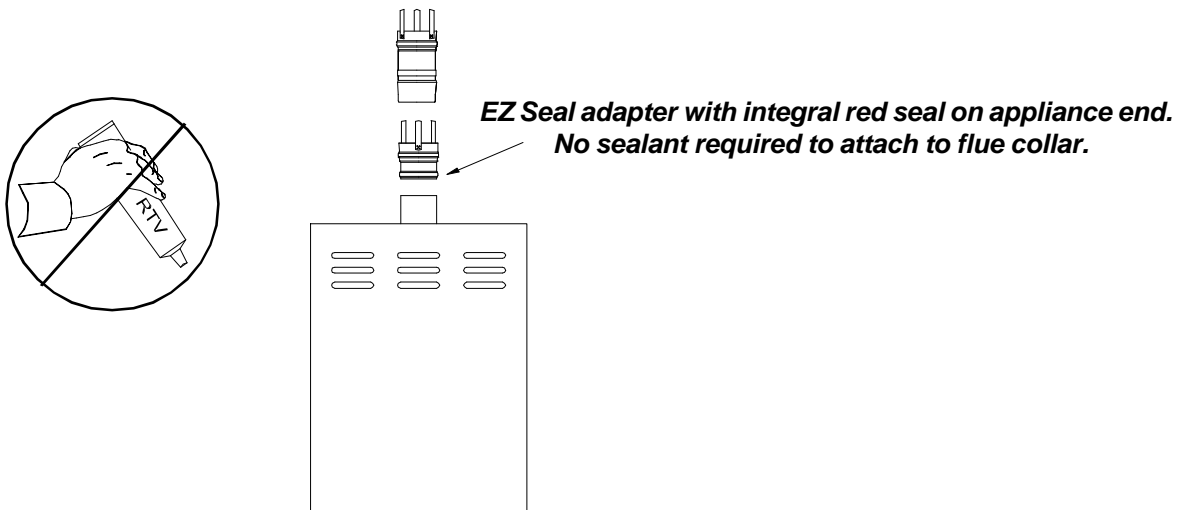 EZ Seal adapter with integral red seal on appliance end.
No sealant required to attach to flue collar.
RTV